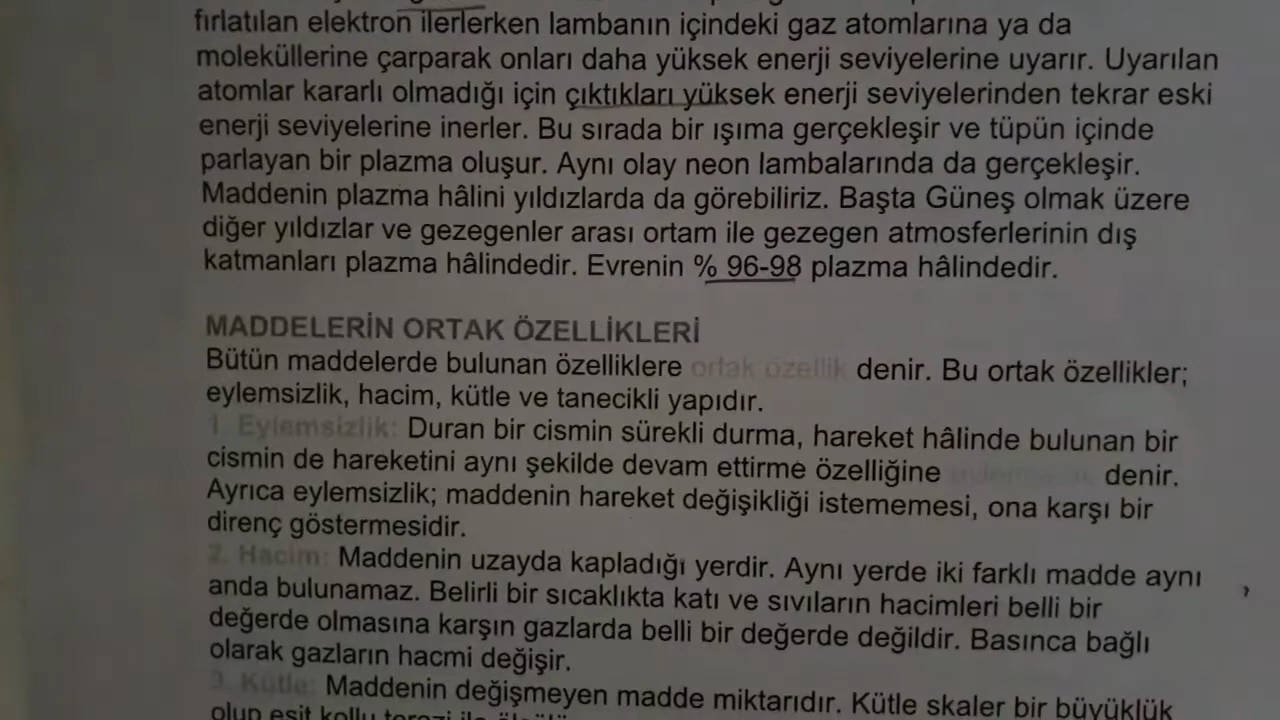 fırlatılan elektron ilerlerken lambanın içindeki gaz atomlarına ya da
moleküllerine çarparak onları daha yüksek enerji seviyelerine uyarır. Uyarılan
atomlar kararlı olmadığı için çıktıkları yüksek enerji seviyelerinden tekrar eski
enerji seviyelerine inerler. Bu sırada bir ışıma gerçekleşir ve tüpün içinde
parlayan bir plazma oluşur. Aynı olay neon lambalarında da gerçekleşir.
Maddenin plazma hâlini yıldızlarda da görebiliriz. Başta Güneş olmak üzere
diğer yıldızlar ve gezegenler arası ortam ile gezegen atmosferlerinin dış
katmanları plazma hâlindedir. Evrenin % 96-98 plazma hâlindedir.
MADDELERİN ORTAK ÖZELLİKLERİ
Bütün maddelerde bulunan özelliklere ortak özellik denir. Bu ortak özellikler;
eylemsizlik, hacim, kütle ve tanecikli yapıdır.
1. Eylemsizlik: Duran bir cismin sürekli durma, hareket hâlinde bulunan bir
cismin de hareketini aynı şekilde devam ettirme özelliğine denir.
Ayrıca eylemsizlik; maddenin hareket değişikliği istememesi, ona karşı bir
direnç göstermesidir.
2. Hacim: Maddenin uzayda kapladığı yerdir. Aynı yerde iki farklı madde aynı
anda bulunamaz. Belirli bir sıcaklıkta katı ve sıvıların hacimleri belli bir
değerde olmasına karşın gazlarda belli bir değerde değildir. Basınca bağlı
olarak gazların hacmi değişir.
3. Kütle: Maddenin değişmeyen madde miktarıdır. Kütle skaler bir büyüklük
olup eşit kollu terazi ile